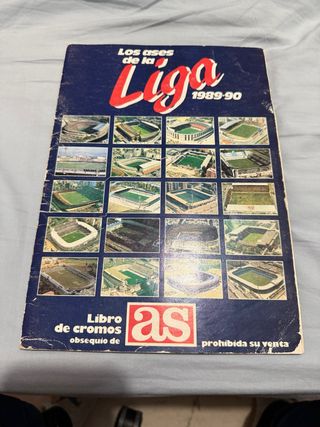 Los ases
de la
Liga
1989-90
Libro
de cromos
obsequio de
as
prohibida su venta